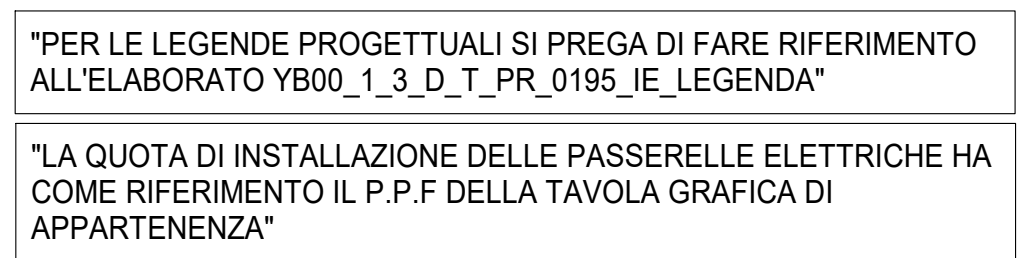 "PER LE LEGENDE PROGETTUALI SI PREGA DI FARE RIFERIMENTO
ALL'ELABORATO YB00_1_3_D_T_PR_0195_IE_LEGENDA"
"LA QUOTA DI INSTALLAZIONE DELLE PASSERELLE ELETTRICHE HA
COME RIFERIMENTO IL P.P.F DELLA TAVOLA GRAFICA DI
APPARTENENZA"